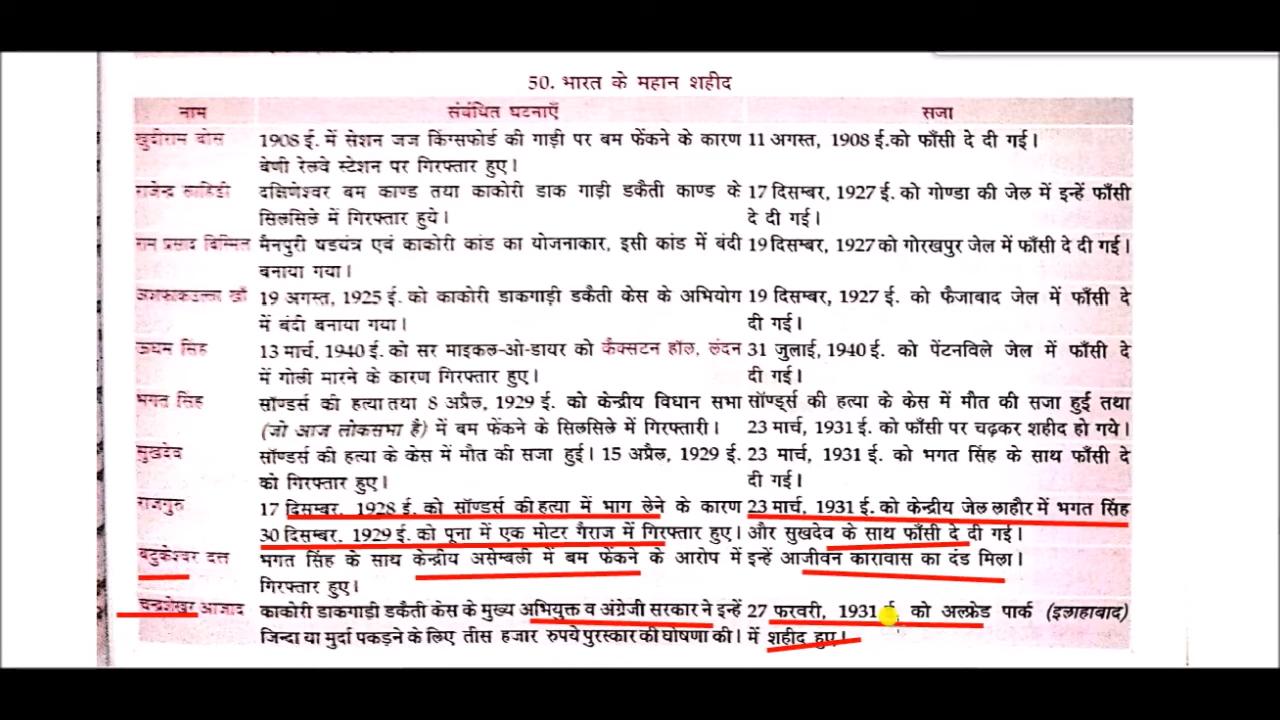 50. भारत के महान शहीद
नाम संबंधित घटनाएँ सजा
खुदीराम बोस 1908 ई. में सेशन जज किंग्सफोर्ड की गाड़ी पर बम फेंकने के कारण 11 अगस्त, 1908 ई.को फाँसी दे दी गई।
बेणी रेलवे स्टेशन पर गिरफ्तार हुए।
राजेन्द्र लाहिडी दक्षिणेश्वर बम काण्ड तथा काकोरी डाक गाड़ी डकैती काण्ड के 17 दिसम्बर, 1927 ई. को गोण्डा की जेल में इन्हें फाँसी
सिलसिले में गिरफ्तार हुये। दे दी गई।
राम प्रसाद बिस्मिल मैनपुरी षडयंत्र एवं काकोरी कांड का योजनाकार, इसी कांड में बंदी 19 दिसम्बर, 1927 को गोरखपुर जेल में फाँसी दे दी गई।
बनाया गया।
अशफाकउल्ला खाँ 19 अगस्त, 1925 ई. को काकोरी डाकगाड़ी डकैती केस के अभियोग 19 दिसम्बर, 1927 ई. को फैजाबाद जेल में फाँसी दे
में बंदी बनाया गया। दी गई।
ऊधम सिंह 13 मार्च, 1940 ई. को सर माइकल-ओ-डायर को कैक्सटन हॉल, लंदन 31 जुलाई, 1940 ई. को पेंटनविले जेल में फाँसी दे
में गोली मारने के कारण गिरफ्तार हुए। दी गई।
भगत सिंह सॉण्डर्स की हत्या तथा 8 अप्रैल, 1929 ई. को केन्द्रीय विधान सभा सॉण्ड्र्स की हत्या के केस में मौत की सजा हुई तथा
(जो आज लोकसभा है) में बम फेंकने के सिलसिले में गिरफ्तारी। 23 मार्च, 1931 ई. को फाँसी पर चढ़कर शहीद हो गये।
सुखदेव सॉण्डर्स की हत्या के केस में मौत की सजा हुई। 15 अप्रैल, 1929 ई. 23 मार्च, 1931 ई. को भगत सिंह के साथ फाँसी दे
को गिरफ्तार हुए। दी गई।
राजगुरु 17 दिसम्बर, 1928 ई. को सॉण्डर्स की हत्या में भाग लेने के कारण 23 मार्च, 1931 ई. को केन्द्रीय जेल लाहौर में भगत सिंह
30 दिसम्बर, 1929 ई. को पूना में एक मोटर गैराज में गिरफ्तार हुए। और सुखदेव के साथ फाँसी दे दी गई।
बटुकेश्वर दत्त भगत सिंह के साथ केन्द्रीय असेम्बली में बम फेंकने के आरोप में इन्हें आजीवन कारावास का दंड मिला।
गिरफ्तार हुए।
चन्द्रशेखर आजाद काकोरी डाकगाड़ी डकैती केस के मुख्य अभियुक्त व अंग्रेजी सरकार ने इन्हें 27 फरवरी, 1931 ई. को अल्फ्रेड पार्क (इलाहाबाद)
जिन्दा या मुर्दा पकड़ने के लिए तीस हजार रुपये पुरस्कार की घोषणा की। में शहीद हुए।